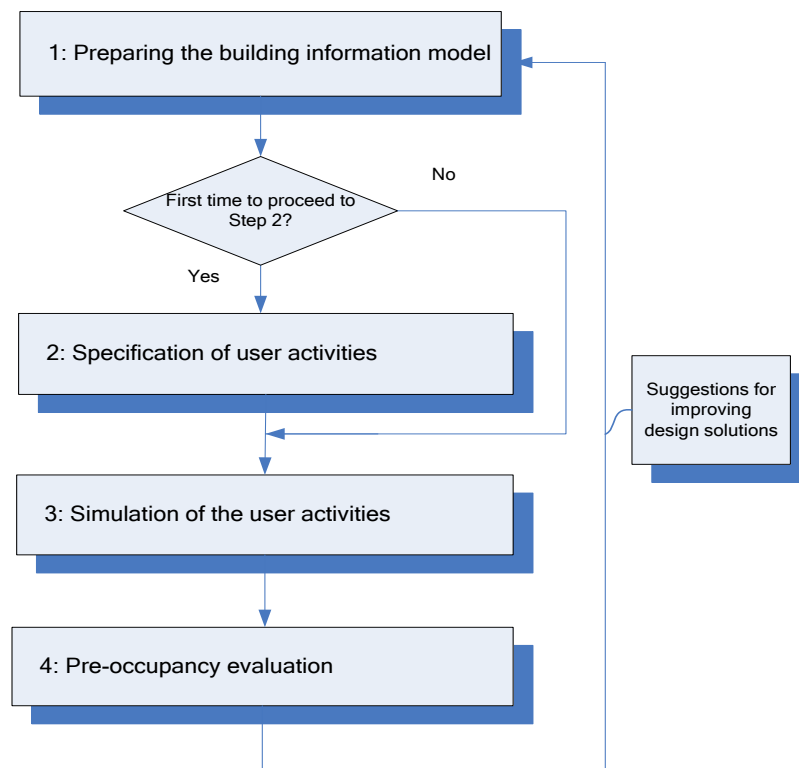 1: Preparing the building information model
No
First time to proceed to
Step 2?
Yes
2: Specification of user activities
Suggestions for
improving
design solutions
3: Simulation of the user activities
4: Pre-occupancy evaluation